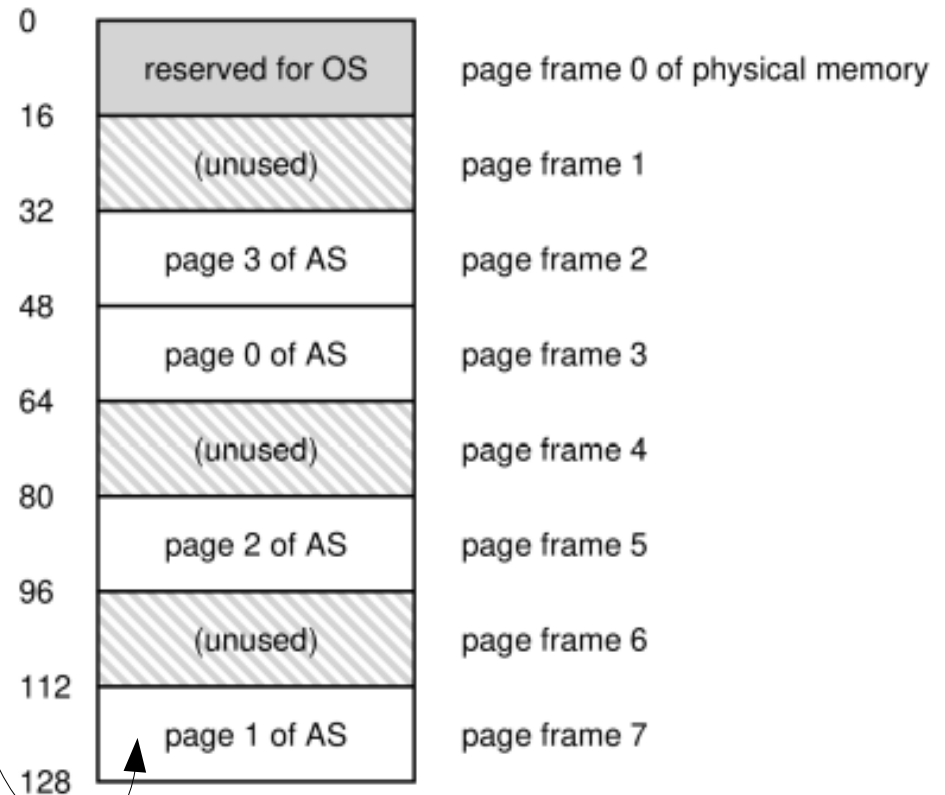 0
reserved for OS page frame 0 of physical memory
16
(unused) page frame 1
32
page 3 of AS page frame 2
48
page 0 of AS page frame 3
64
(unused) page frame 4
80
page 2 of AS page frame 5
96
(unused) page frame 6
112
page 1 of AS page frame 7
128